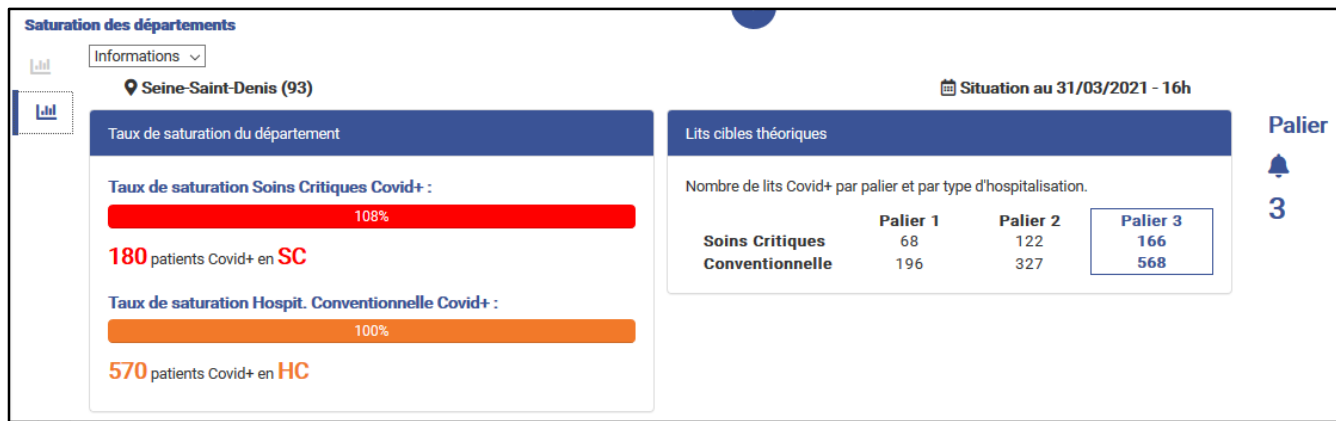 Saturation des départements
Informations
Seine-Saint-Denis (93)
Situation au 31/03/2021 - 16h
Taux de saturation du département
Taux de saturation Soins Critiques Covid+ :
108%
180 patients Covid+ en SC
Taux de saturation Hospit. Conventionnelle Covid+ :
100%
570 patients Covid+ en HC
Lits cibles théoriques
Nombre de lits Covid+ par palier et par type d'hospitalisation.
Palier 1 Palier 2 Palier 3
Soins Critiques 68 122 166
Conventionnelle 196 327 568
Palier
3